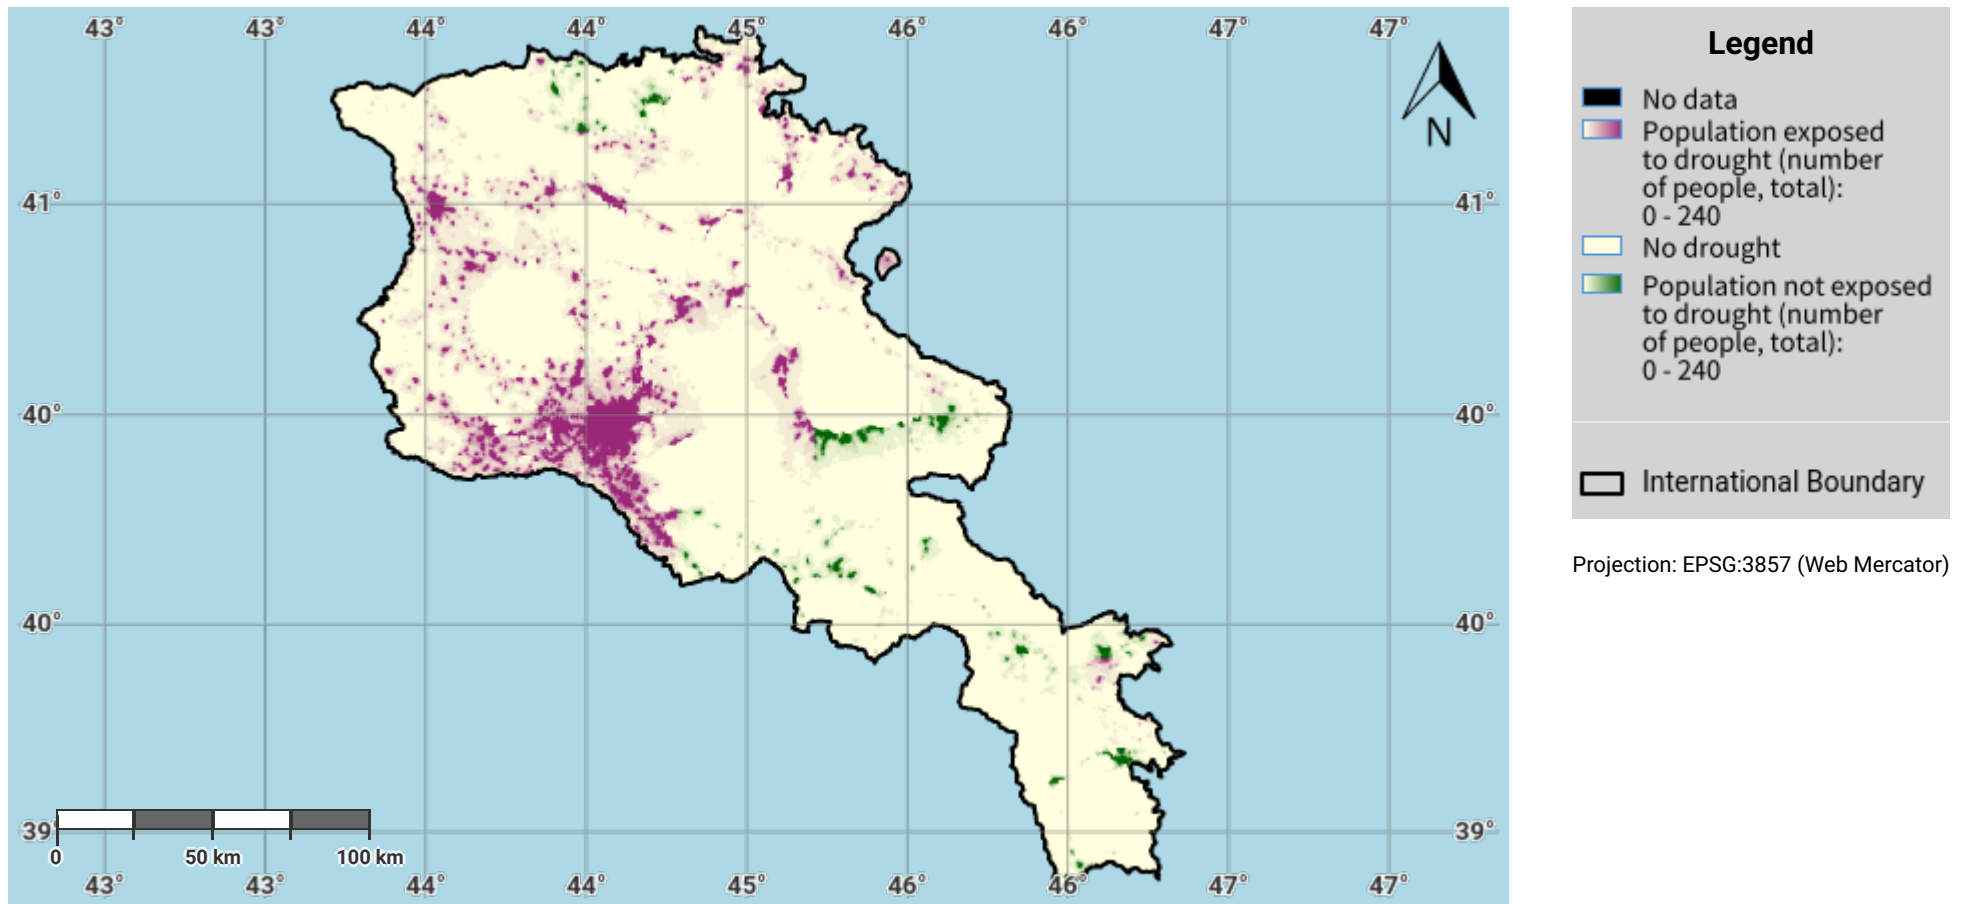 43° 43° 44° 44° 45° 46° 46° 47° 47°
N
41° 41°
40° 40°
40° 40°
39° 39°
0 50 km 100 km
43° 43° 44° 44° 45° 46° 46° 47° 47°
Legend
No data
Population exposed
to drought (number
of people, total):
0 - 240
No drought
Population not exposed
to drought (number
of people, total):
0 - 240
International Boundary
Projection: EPSG:3857 (Web Mercator)